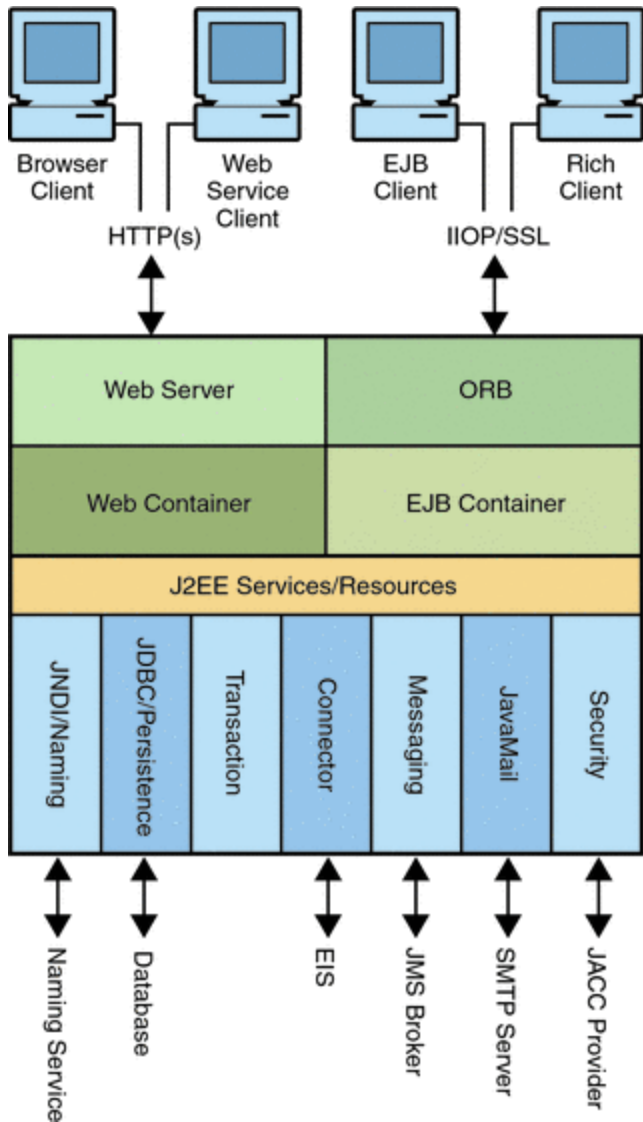 Browser
Client
Web
Service
Client
EJB
Client
Rich
Client
HTTP(s)
IIOP/SSL
Web Server
ORB
Web Container
EJB Container
J2EE Services/Resources
JNDI/Naming
JDBC/Persistence
Transaction
Connector
Messaging
JavaMail
Security
Naming Service
Database
EIS
JMS Broker
SMTP Server
JACC Provider